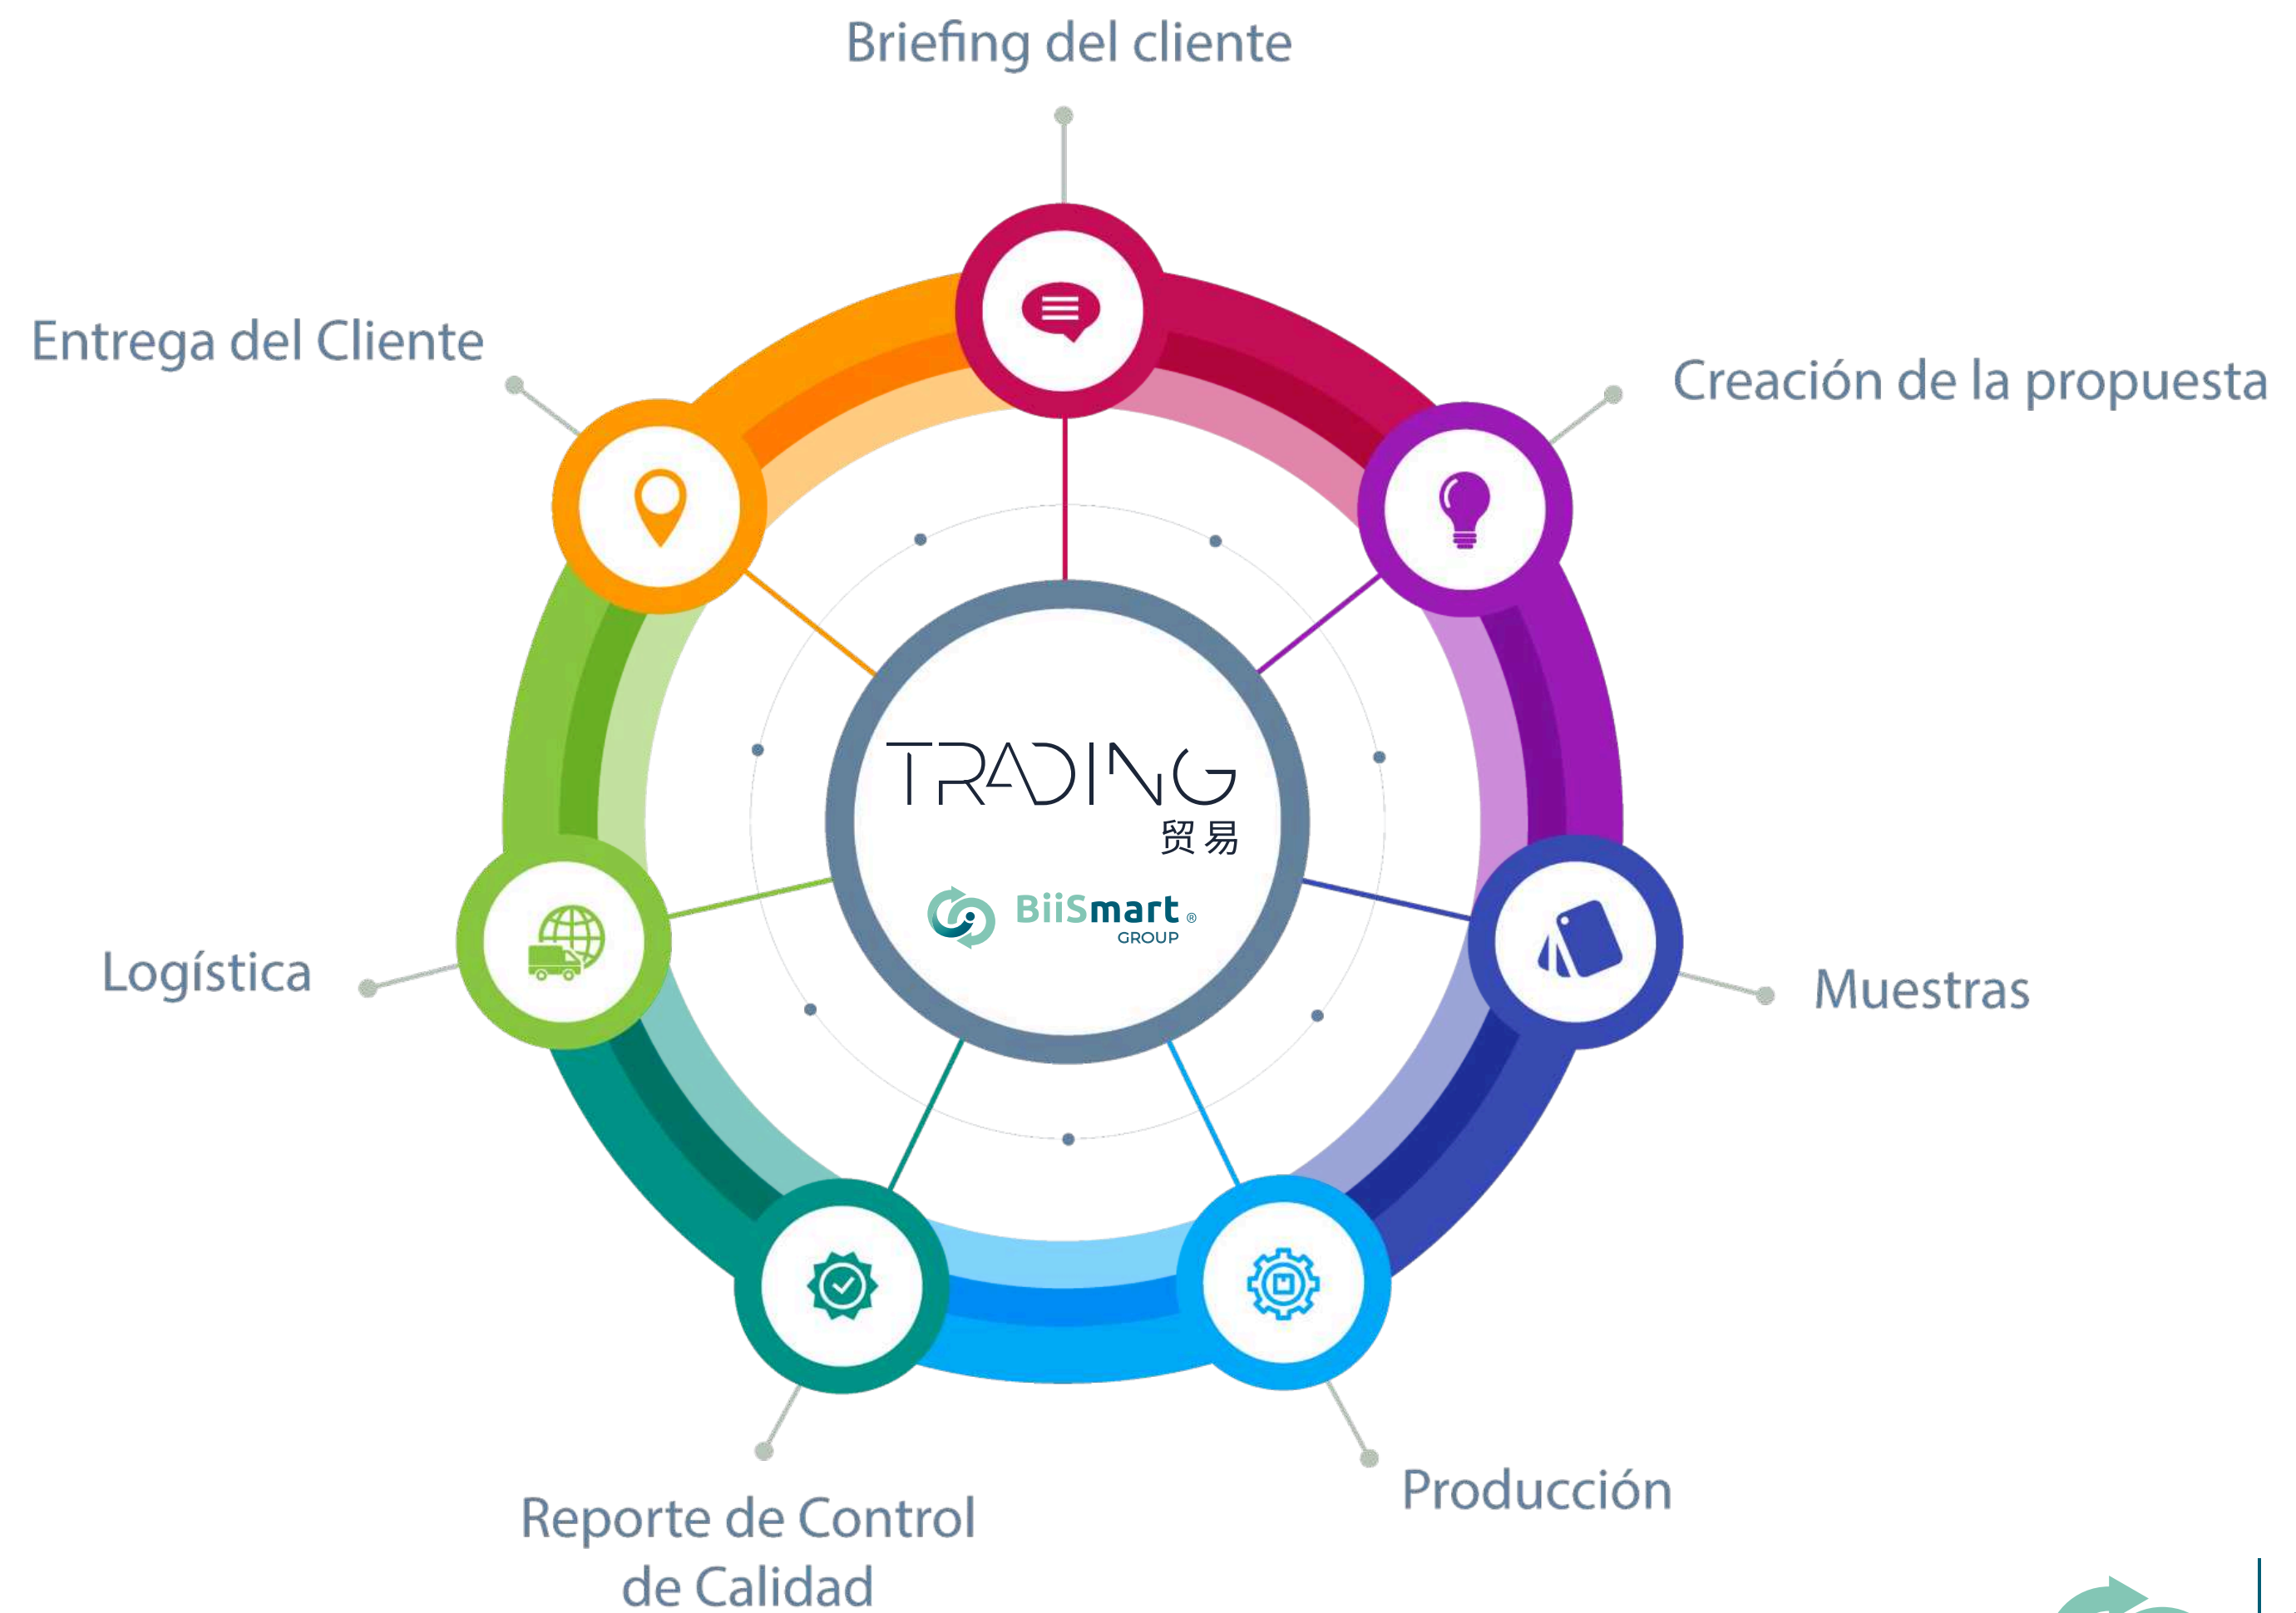 Briefing del cliente
Entrega del Cliente
Creación de la propuesta
TRADING
贸易
BiiSmart ®
GROUP
Logística
Muestras
Producción
Reporte de Control
de Calidad